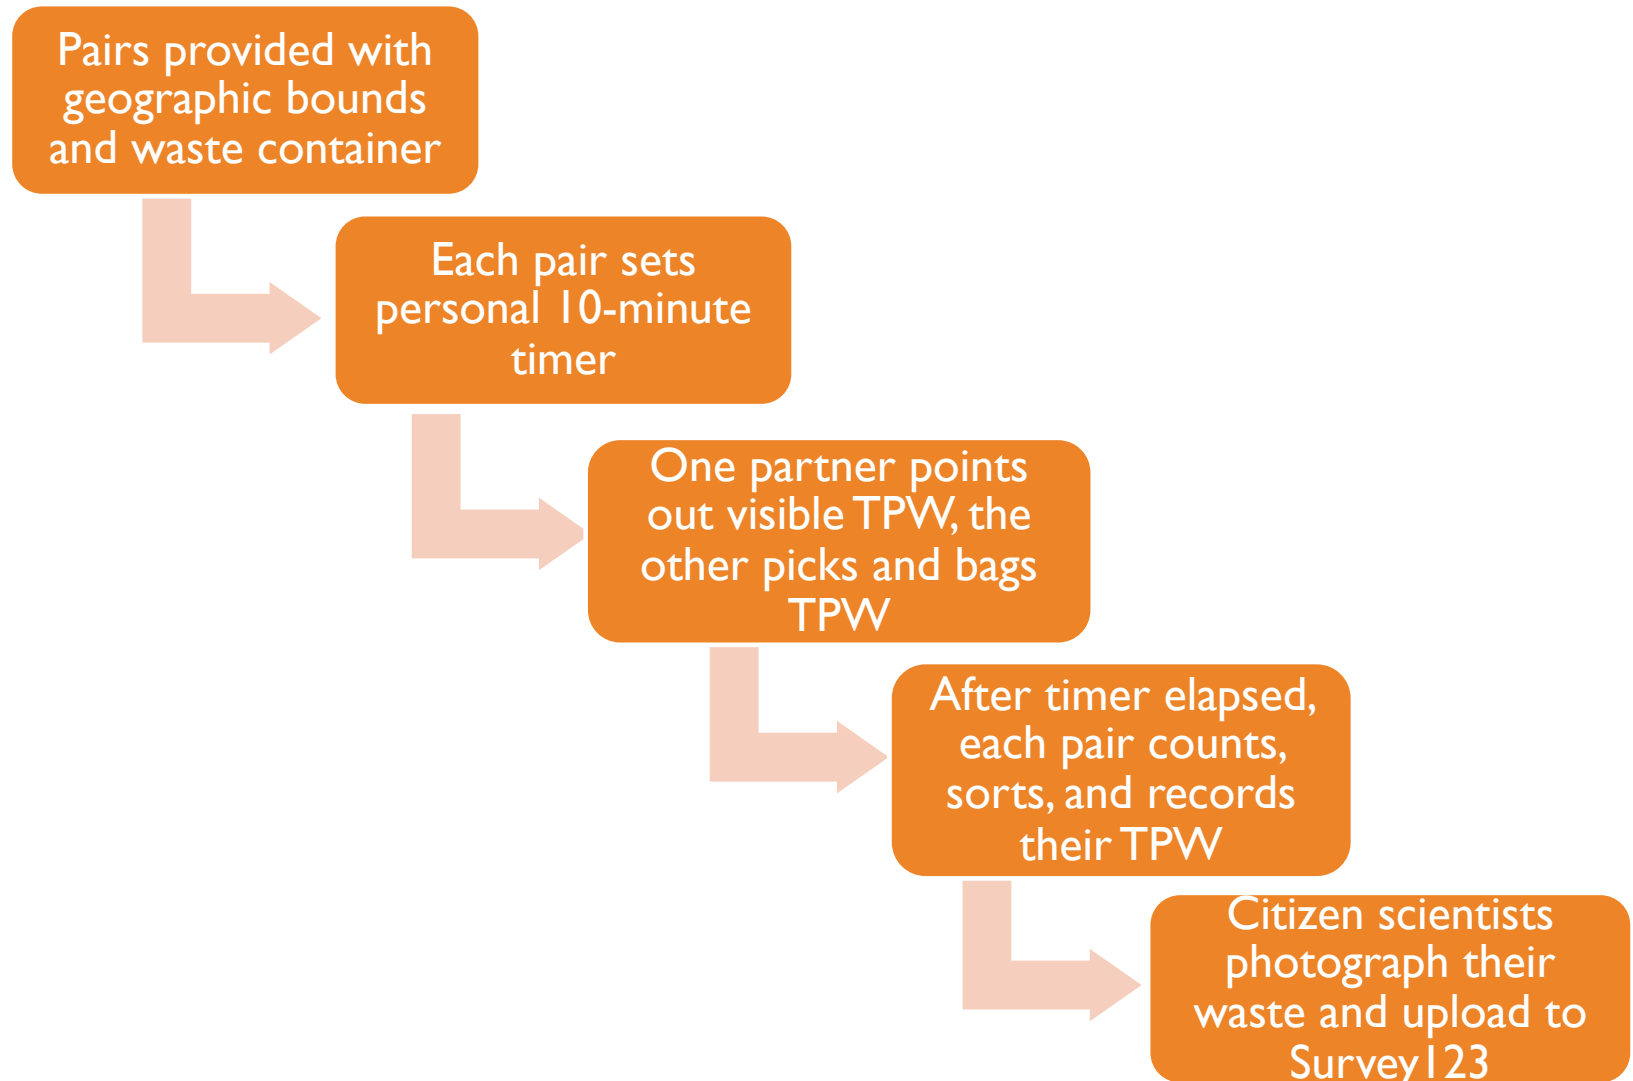 Pairs provided with
geographic bounds
and waste container
Each pair sets
personal 10-minute
timer
One partner points
out visible TPW, the
other picks and bags
TPW
After timer elapsed,
each pair counts,
sorts, and records
their TPW
Citizen scientists
photograph their
waste and upload to
Survey123